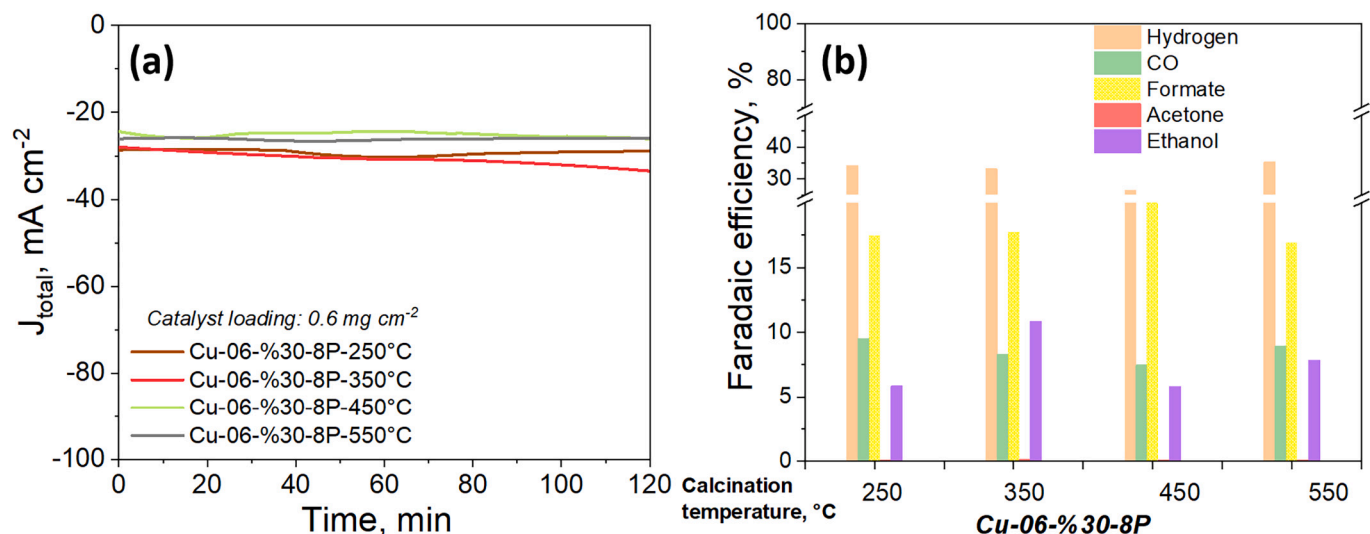 (a)
0
-20
-40
-60
-80
-100
J_total, mA cm-2
Catalyst loading: 0.6 mg cm-2
Cu-06-%30-8P-250°C
Cu-06-%30-8P-350°C
Cu-06-%30-8P-450°C
Cu-06-%30-8P-550°C
0 20 40 60 80 100 120
Time, min
(b)
Hydrogen
CO
Formate
Acetone
Ethanol
100
80
40
30
15
10
5
0
Faradaic efficiency, %
Calcination
temperature, °C
250 350 450 550
Cu-06-%30-8P